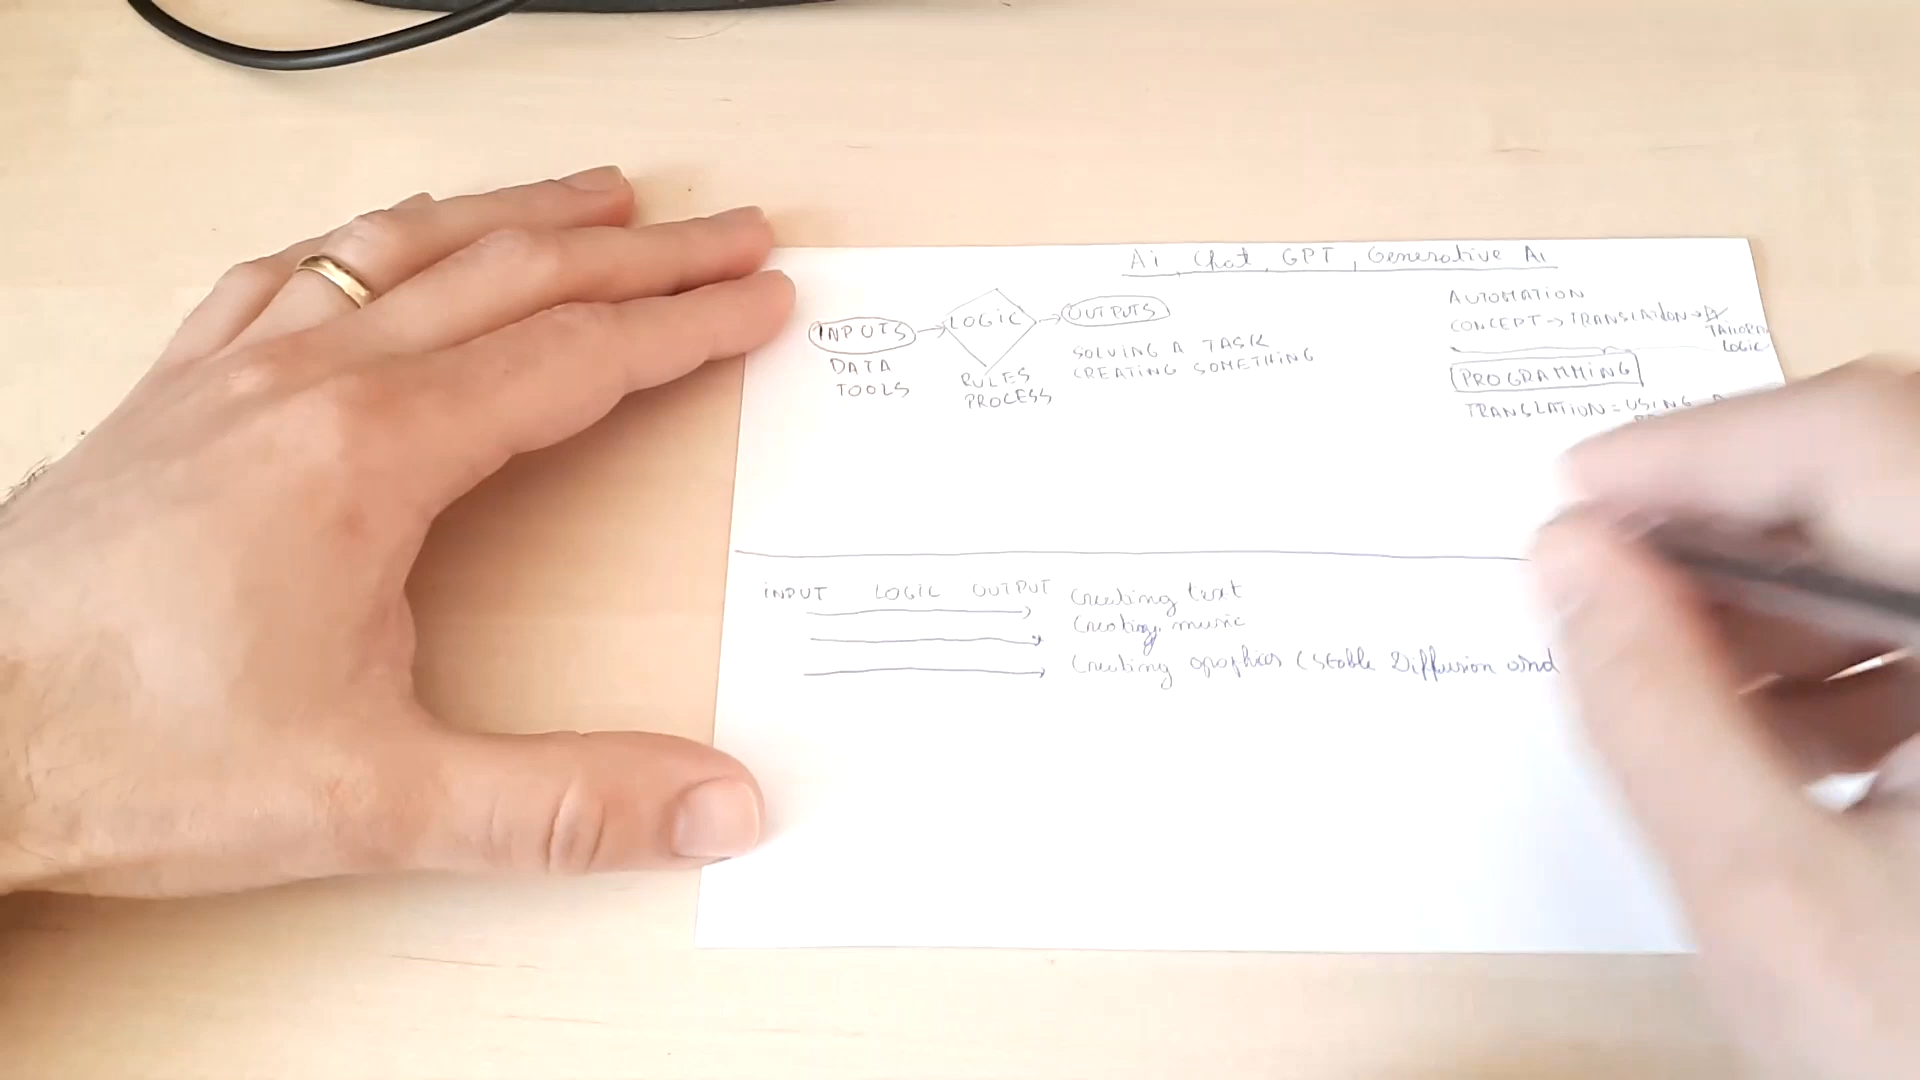 Ai, Chat GPT, Generative Ai
INPUTS → LOGIC → OUTPUTS
DATA
TOOLS
RULES
PROCESS
SOLVING A TASK
CREATING SOMETHING
AUTOMATION
CONCEPT → TRANSLATION →
LOGIC
PROGRAMMING
TRANSLATION = USING A
INPUT LOGIC OUTPUT Creating text
Creating music
Creating graphics (Stable Diffusion and